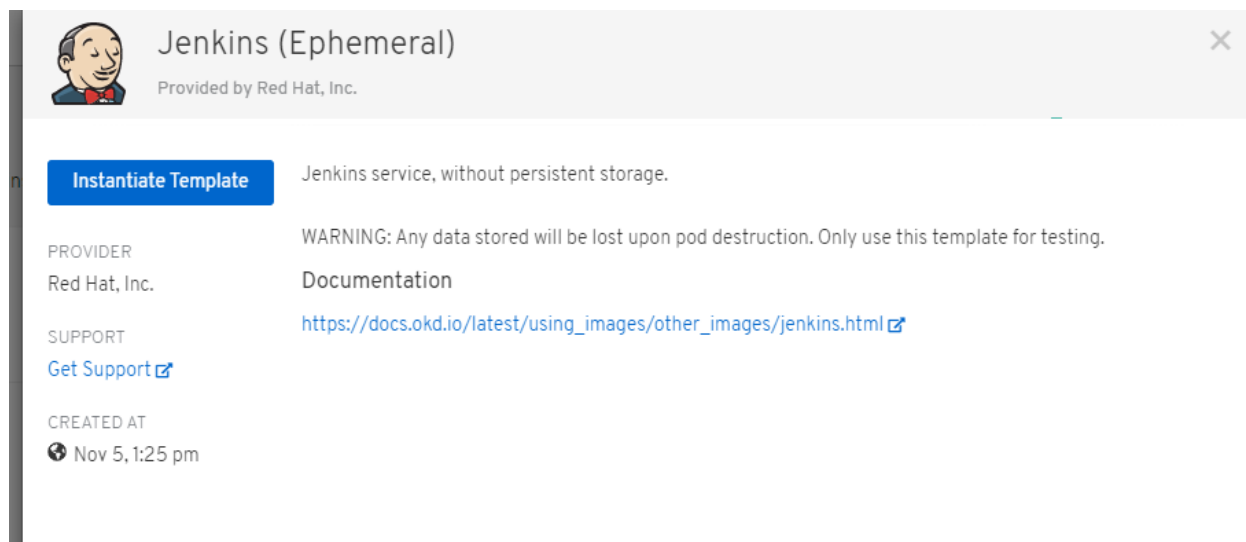 Jenkins (Ephemeral)
Provided by Red Hat, Inc.
Instantiate Template
Jenkins service, without persistent storage.
WARNING: Any data stored will be lost upon pod destruction. Only use this template for testing.
PROVIDER
Red Hat, Inc.
Documentation
https://docs.okd.io/latest/using_images/other_images/jenkins.html
SUPPORT
Get Support
CREATED AT
Nov 5, 1:25 pm